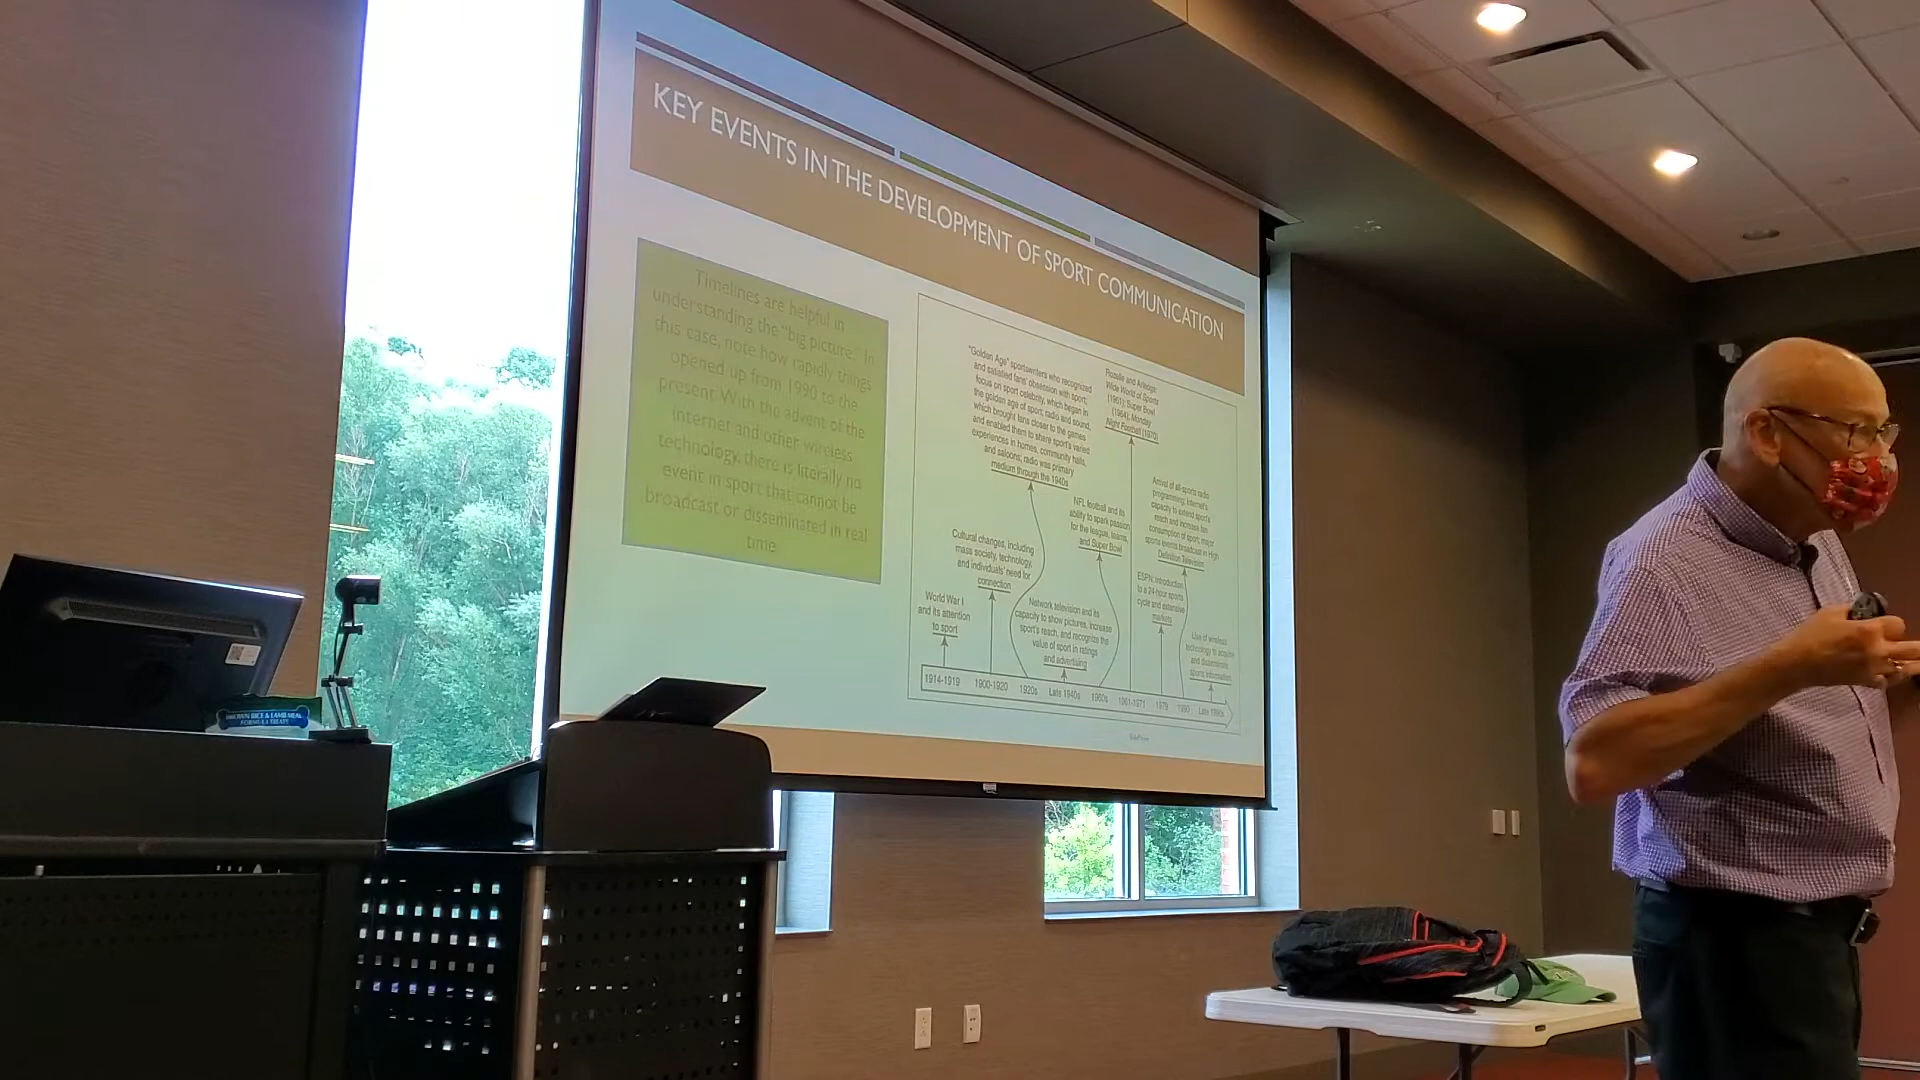 KEY EVENTS IN THE DEVELOPMENT OF SPORT COMMUNICATION
Timelines are helpful in
understanding the "big picture." In
this case, note how rapidly things
opened up from 1990 to the
present. With the advent of the
internet and other wireless
technology, there is literally no
event in sport that cannot be
broadcast or disseminated in real
time.
"Golden Age" sportswriters who recognized
and satiated fans' obsession with sport;
focus on sport celebrity, which began in
the golden age of sport; radio and sound,
which brought fans closer to the games
and enabled them to share sport's varied
experiences in homes, community halls,
and saloons; radio was primary
medium through the 1940s
Rozelle and Arledge:
Wide World of Sports
(1961); Super Bowl
(1964); Monday
Night Football (1970)
Arrival of all-sports radio
programming; Internet's
capacity to extend sport's
reach and increase fan
consumption of sport; major
sports events broadcast in High
Definition Television
NFL football and its
ability to spark passion
for the league, teams,
and Super Bowl
Cultural changes, including
mass society, technology,
and individuals' need for
connection
ESPN: Introduction
to a 24-hour sports
cycle and extensive
markets
World War I
and its attention
to sport
Network television and its
capacity to show pictures, increase
sport's reach, and recognize the
value of sport in ratings
and advertising
Use of wireless
technology to acquire
and disseminate
sports information
1914-1919
1900-1920
1920s
Late 1940s
1960s
1961-1971
1979
1990
Late 1990s
BROWN RICE & LAMB MEAL
FORMULA TREATS